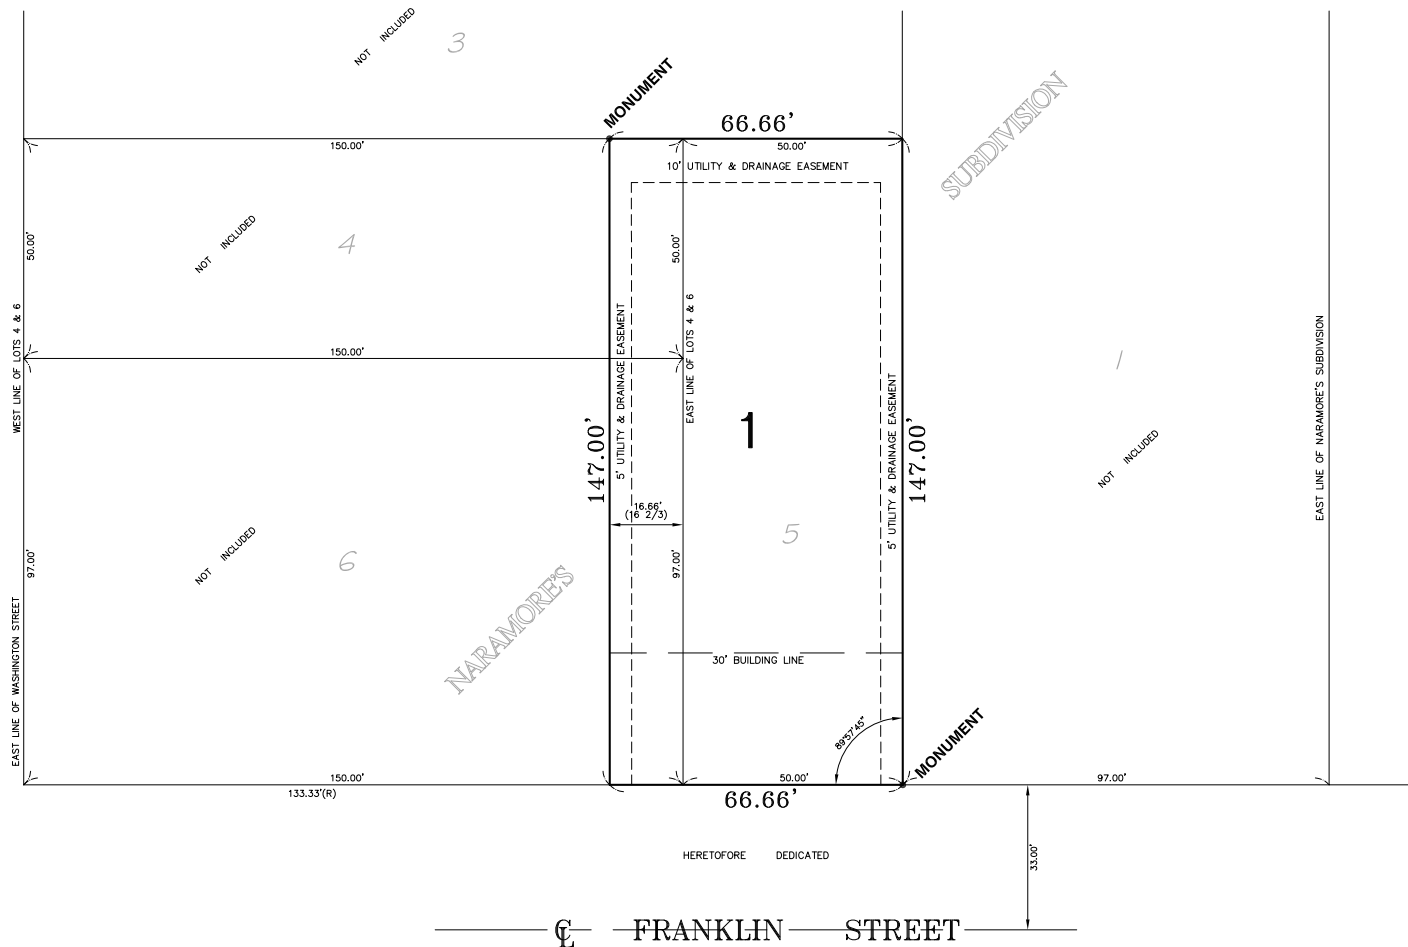 NOT INCLUDED
3
MONUMENT
SUBDIVISION
66.66'
150.00'
50.00'
10' UTILITY & DRAINAGE EASEMENT
NOT INCLUDED
4
50.00'
50.00'
WEST LINE OF LOTS 4 & 6
5' UTILITY & DRAINAGE EASEMENT
EAST LINE OF LOTS 4 & 6
150.00'
1
EAST LINE OF NARAMORE'S SUBDIVISION
147.00'
1
5' UTILITY & DRAINAGE EASEMENT
147.00'
NOT INCLUDED
16.66'
(16 2/3)
5
NOT INCLUDED
6
97.00'
97.00'
NARAMORE'S
EAST LINE OF WASHINGTON STREET
30' BUILDING LINE
89°57'45"
MONUMENT
150.00'
50.00'
97.00'
133.33'(R)
66.66'
HERETOFORE DEDICATED
33.00'
℄ FRANKLIN STREET